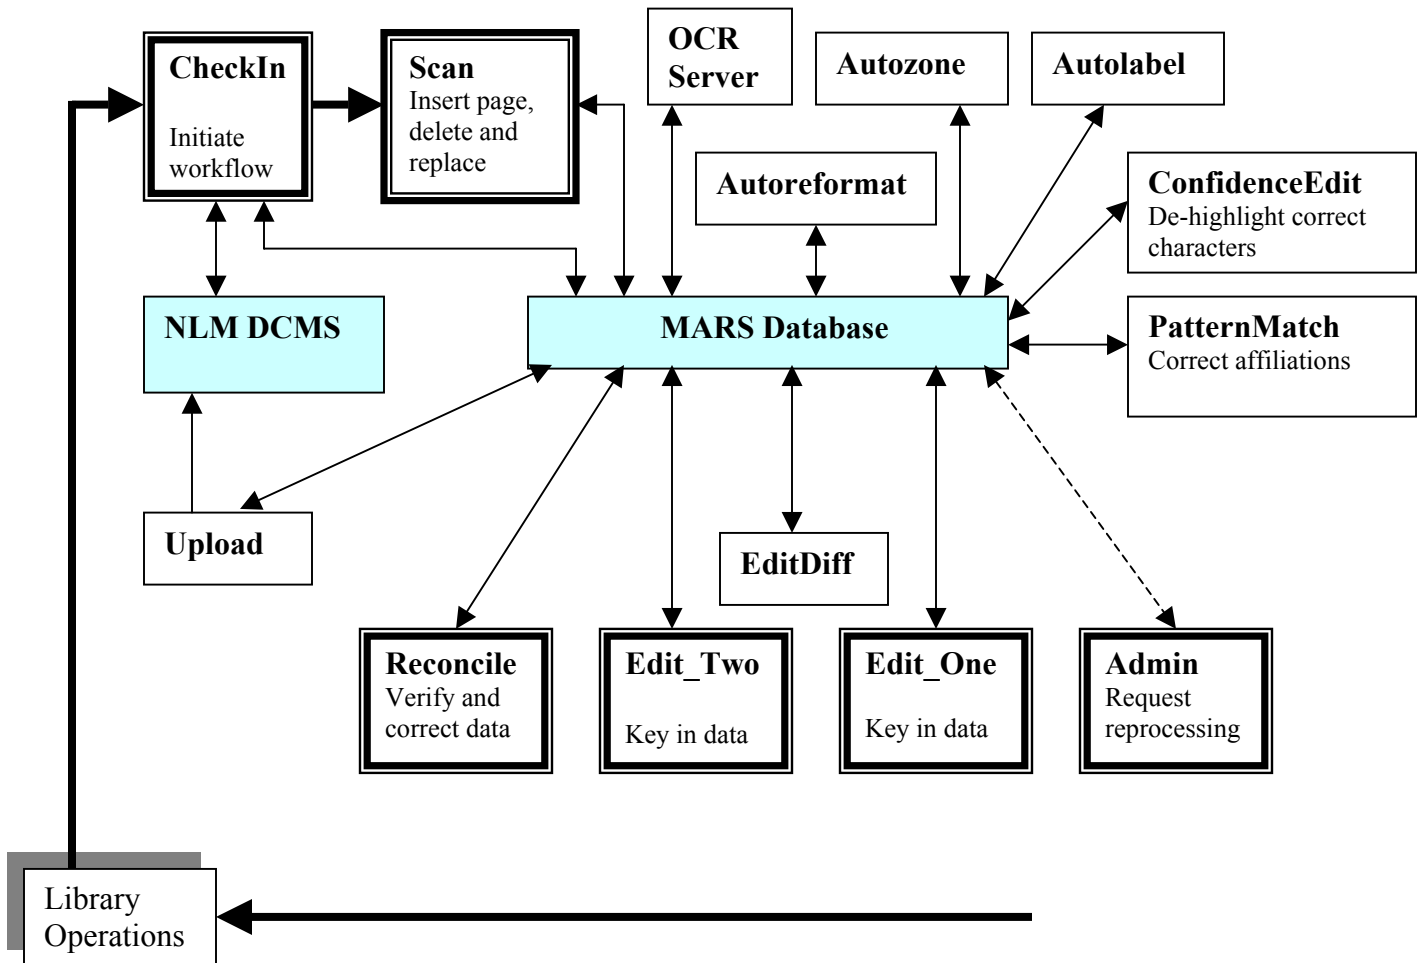 CheckIn
Initiate
workflow
Scan
Insert page,
delete and
replace
OCR
Server
Autozone
Autolabel
Autoreformat
ConfidenceEdit
De-highlight correct
characters
NLM DCMS
MARS Database
PatternMatch
Correct affiliations
Upload
EditDiff
Reconcile
Verify and
correct data
Edit_Two
Key in data
Edit_One
Key in data
Admin
Request
reprocessing
Library
Operations